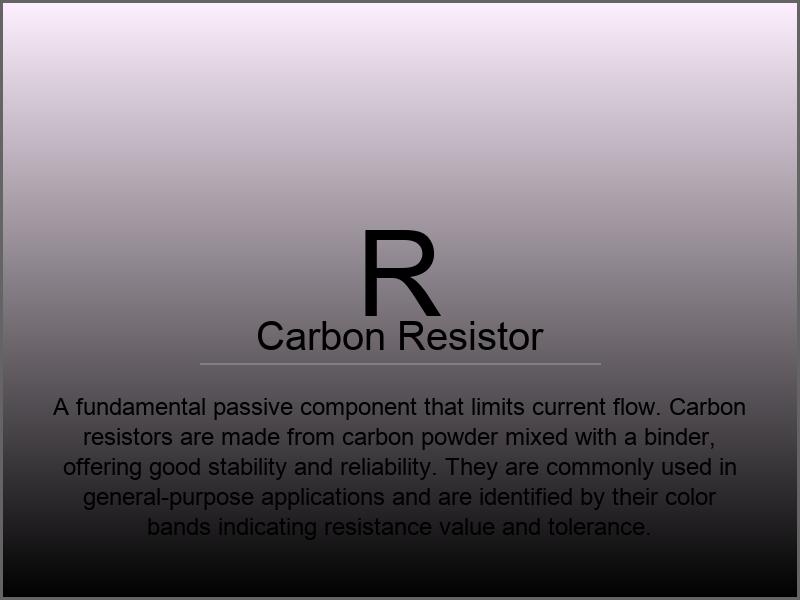 R
Carbon Resistor
A fundamental passive component that limits current flow. Carbon
resistors are made from carbon powder mixed with a binder,
offering good stability and reliability. They are commonly used in
general-purpose applications and are identified by their color
bands indicating resistance value and tolerance.